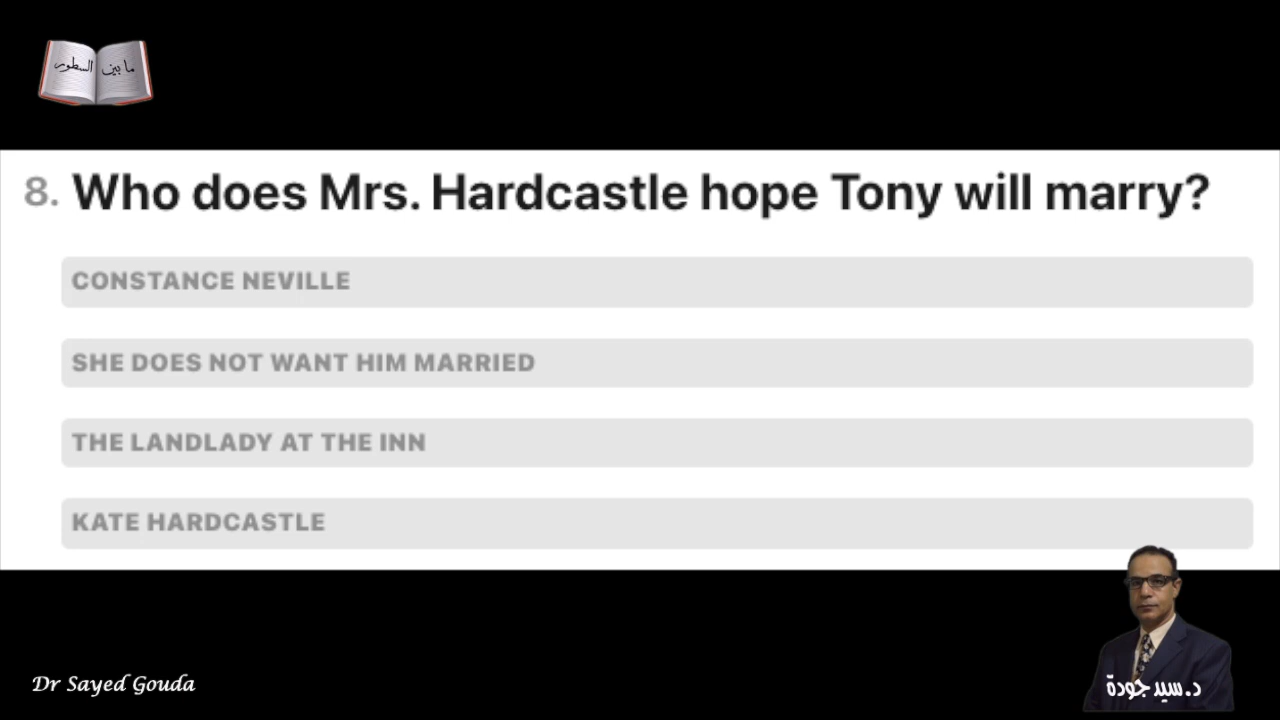 ما بين السطور
8. Who does Mrs. Hardcastle hope Tony will marry?
CONSTANCE NEVILLE
SHE DOES NOT WANT HIM MARRIED
THE LANDLADY AT THE INN
KATE HARDCASTLE
Dr Sayed Gouda
د. سيد جودة